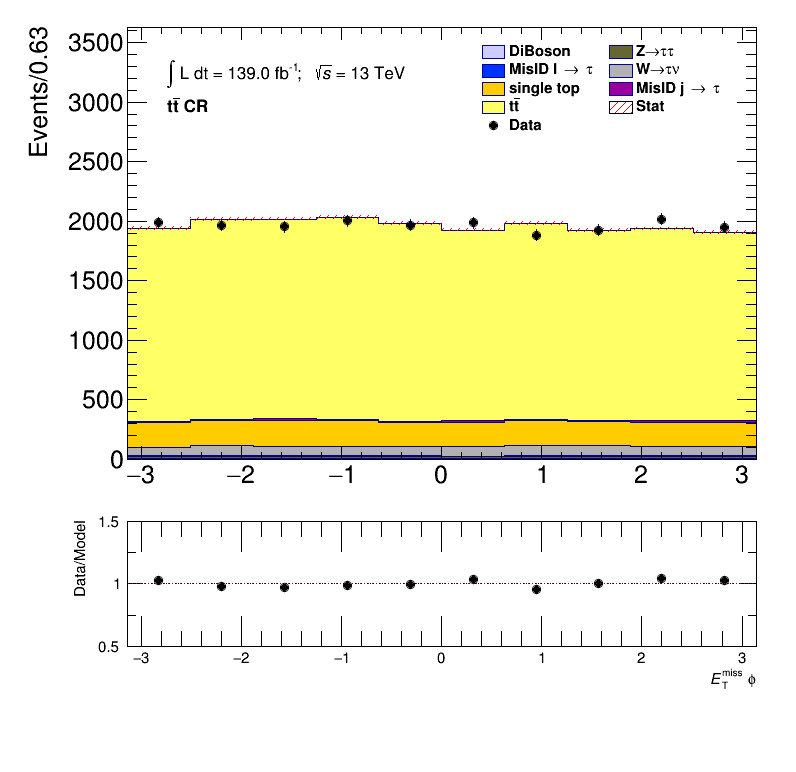 Events/0.63
3500
3000
2500
2000
1500
1000
500
0
∫ L dt = 139.0 fb⁻¹; √s = 13 TeV
tt̄ CR
DiBoson
Z→ττ
MisID l → τ
W→τν
single top
MisID j → τ
tt̄
Stat
Data
−3 −2 −1 0 1 2 3
Data/Model
1.5
1
0.5
−3 −2 −1 0 1 2 3
E_T^miss ϕ